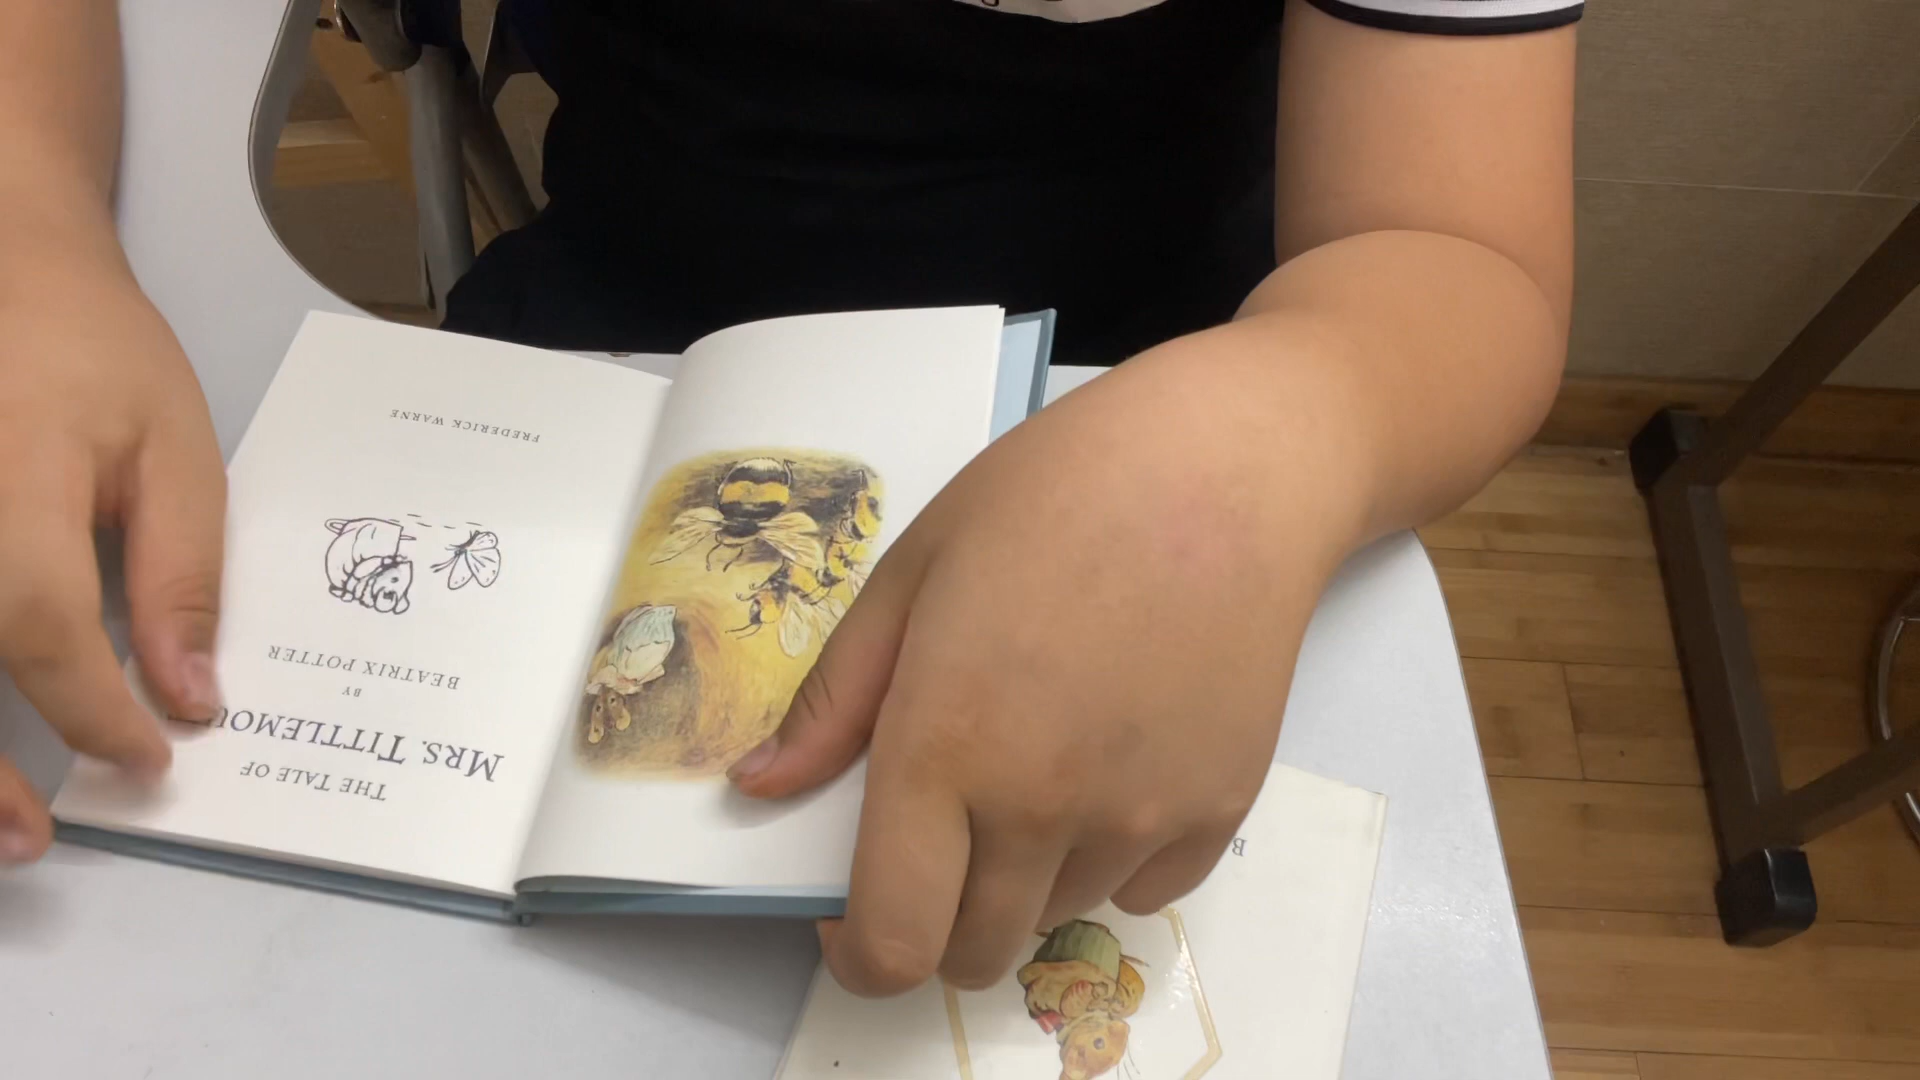 THE TALE OF
MRS. TITTLEMOU
BY
BEATRIX POTTER
FREDERICK WARNE
B